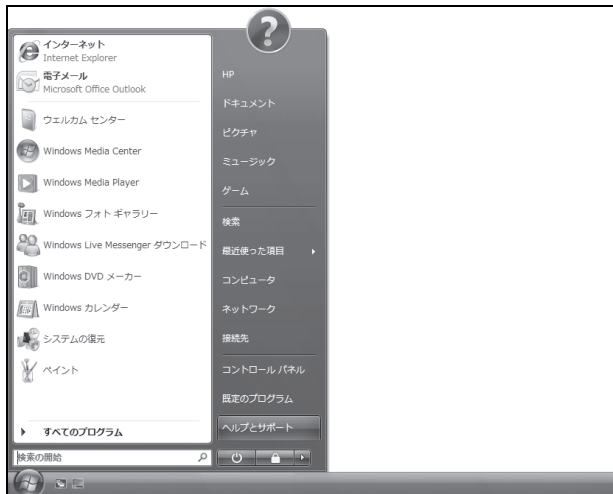 インターネット
Internet Explorer
電子メール
Microsoft Office Outlook
ウェルカム センター
Windows Media Center
Windows Media Player
Windows フォト ギャラリー
Windows Live Messenger ダウンロード
Windows DVD メーカー
Windows カレンダー
システムの復元
ペイント
すべてのプログラム
検索の開始
?
HP
ドキュメント
ピクチャ
ミュージック
ゲーム
検索
最近使った項目
コンピュータ
ネットワーク
接続先
コントロール パネル
既定のプログラム
ヘルプとサポート